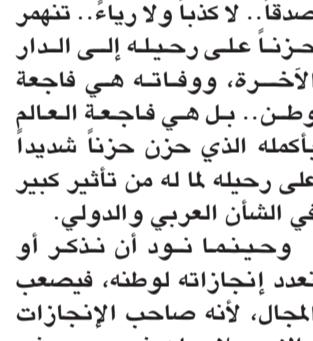 صدقاً.. لا كذباً ولا رياءً.. تنهمر
حزناً على رحيله إلى الدار
الآخرة، ووفاته هي فاجعة
وطن.. بل هي فاجعة العالم
بأكمله الذي حزن حزناً شديداً
على رحيله لما له من تأثير كبير
في الشأن العربي والدولي.
وحينما نود أن نذكر أو
نعدد إنجازاته لوطنه، فيصعب
المجال، لأنه صاحب الإنجازات